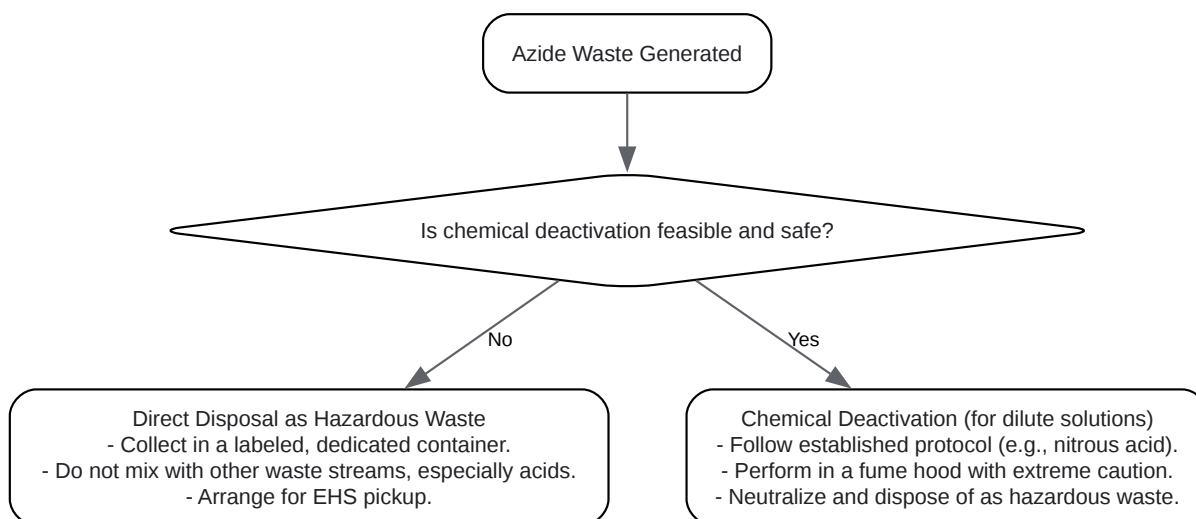 Azide Waste Generated
Is chemical deactivation feasible and safe?
No
Yes
Direct Disposal as Hazardous Waste
- Collect in a labeled, dedicated container.
- Do not mix with other waste streams, especially acids.
- Arrange for EHS pickup.
Chemical Deactivation (for dilute solutions)
- Follow established protocol (e.g., nitrous acid).
- Perform in a fume hood with extreme caution.
- Neutralize and dispose of as hazardous waste.